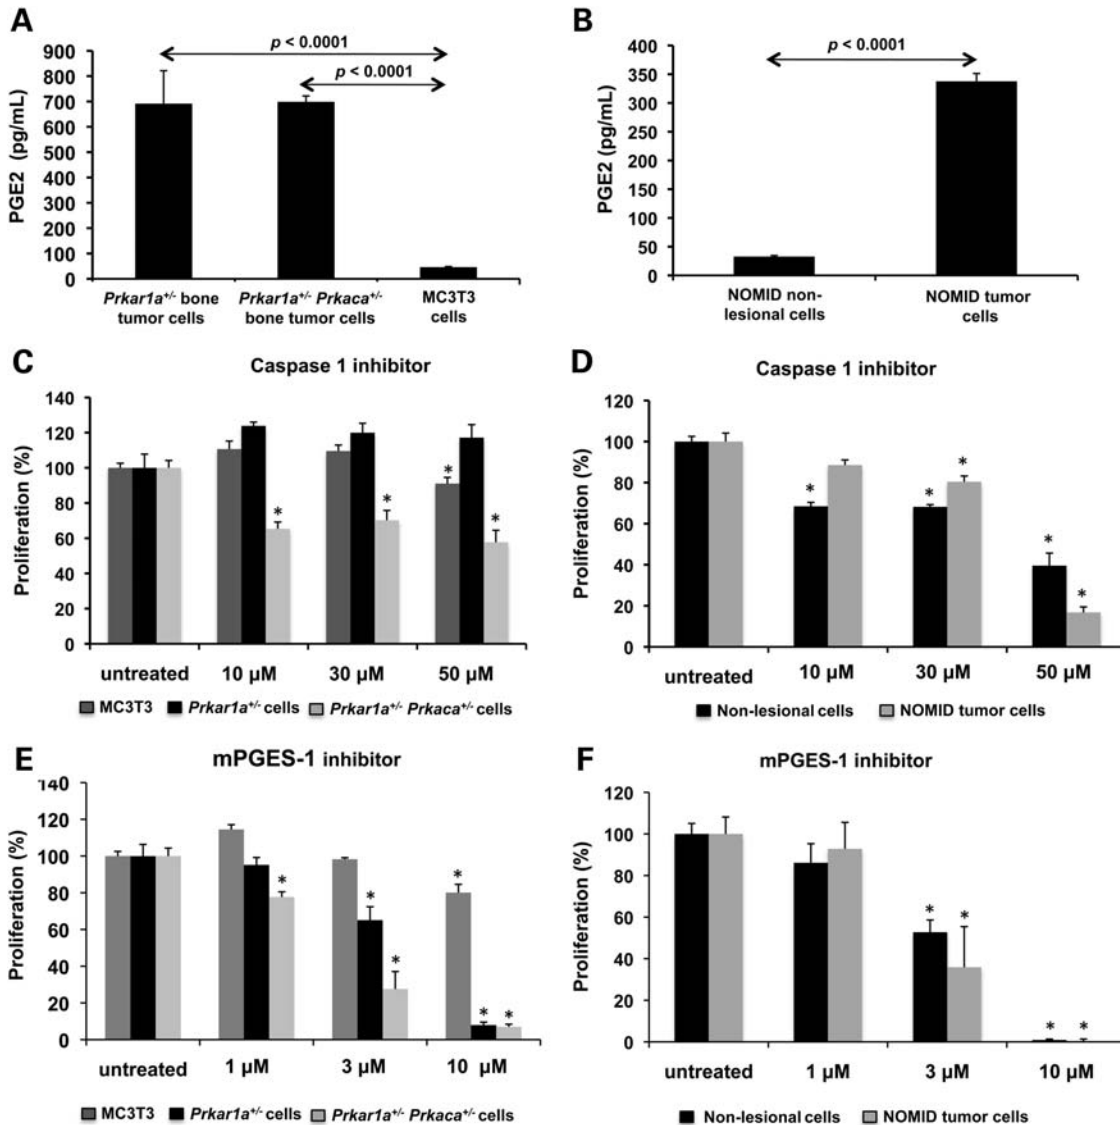 A
p < 0.0001
p < 0.0001
900
800
700
600
500
400
300
200
100
0
PGE2 (pg/mL)
Prkar1a+/- bone
tumor cells
Prkar1a+/- Prkaca+/-
bone tumor cells
MC3T3
cells
B
p < 0.0001
400
350
300
250
200
150
100
50
0
PGE2 (pg/mL)
NOMID non-
lesional cells
NOMID tumor
cells
C
Caspase 1 inhibitor
140
120
100
80
60
40
20
0
Proliferation (%)
*
*
*
*
untreated
10 µM
30 µM
50 µM
MC3T3
Prkar1a+/- cells
Prkar1a+/- Prkaca+/- cells
D
Caspase 1 inhibitor
120
100
80
60
40
20
0
Proliferation (%)
*
*
*
*
*
untreated
10 µM
30 µM
50 µM
Non-lesional cells
NOMID tumor cells
E
mPGES-1 inhibitor
140
120
100
80
60
40
20
0
Proliferation (%)
*
*
*
*
*
*
untreated
1 µM
3 µM
10 µM
MC3T3
Prkar1a+/- cells
Prkar1a+/- Prkaca+/- cells
F
mPGES-1 inhibitor
120
100
80
60
40
20
0
Proliferation (%)
*
*
*
*
untreated
1 µM
3 µM
10 µM
Non-lesional cells
NOMID tumor cells